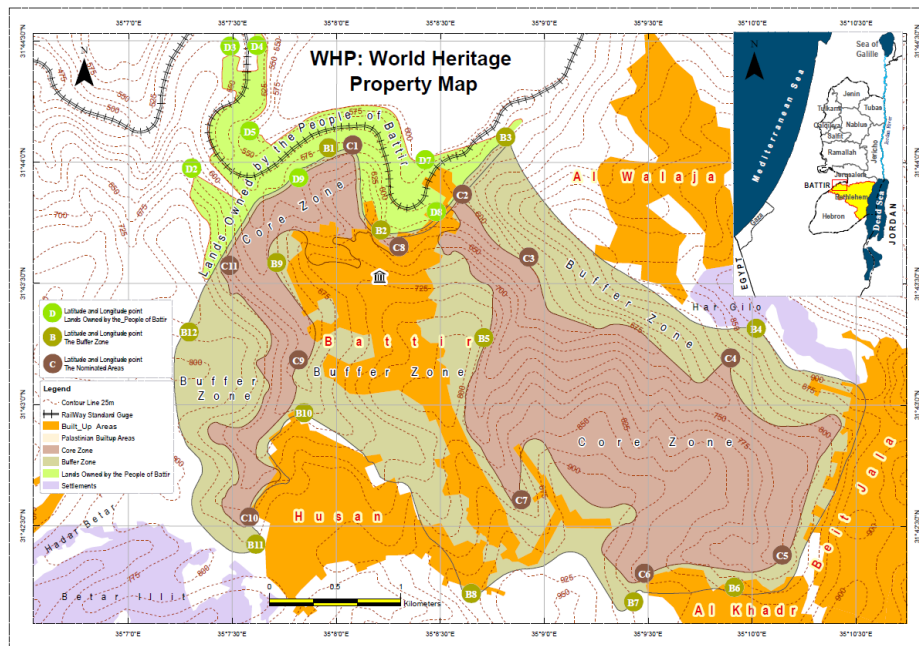 35°7'0"E
35°7'30"E
35°8'0"E
35°8'30"E
35°9'0"E
35°9'30"E
35°10'0"E
35°10'30"E
31°44'30"N
31°44'0"N
31°43'30"N
31°43'0"N
31°42'30"N
WHP: World Heritage
Property Map
N
D3
D4
D5
D2
B1
C1
D7
B3
D9
C2
D8
B2
C8
C3
B9
C11
B12
B5
B4
C9
C4
B10
C7
C10
B11
C5
C6
B6
B8
B7
Lands Owned by the People of Battir
Core Zone
Al Walaja
Buffer Zone
Har Gilo
Battir
Buffer Zone
Buffer
Zone
Core Zone
Husan
Hadar Betar
Betar Illit
Beit Jala
Al Khadr
D
Latitude and Longitude point
Lands Owned by the People of Battir
B
Latitude and Longitude point
The Buffer Zone
C
Latitude and Longitude point
The Nominated Areas
Legend
Contour Line 25m
RailWay Standard Guge
Built_Up Areas
Palastinian Builtup Areas
Core Zone
Buffer Zone
Lands Owned by the People of Battir
Settlements
0 0.5 1
Kilometers
N
Sea of
Galille
Mediterranean Sea
Jenin
Tulkarm
Tubas
Qalqiliya
Nablus
Salfit
Ramallah
Jericho
Jordan River
Jerusalem
BATTIR
Bethlehem
Hebron
Dead Sea
JORDAN
GAZA
EGYPT